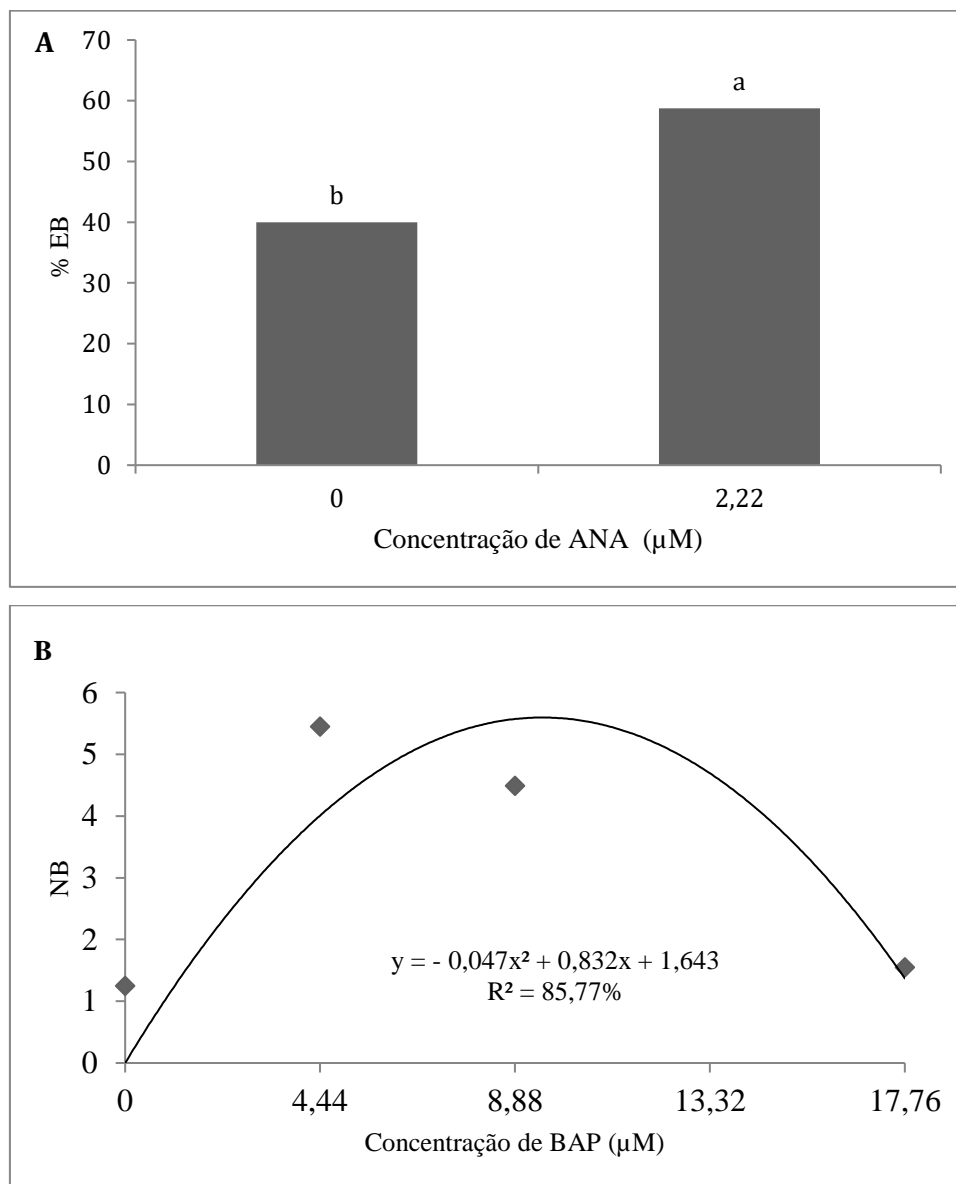 A
70
60
50
40
30
20
10
0
% EB
b
a
0 2,22
Concentração de ANA (µM)
B
6
5
4
3
2
1
0
NB
y = - 0,047x² + 0,832x + 1,643
R² = 85,77%
0 4,44 8,88 13,32 17,76
Concentração de BAP (µM)